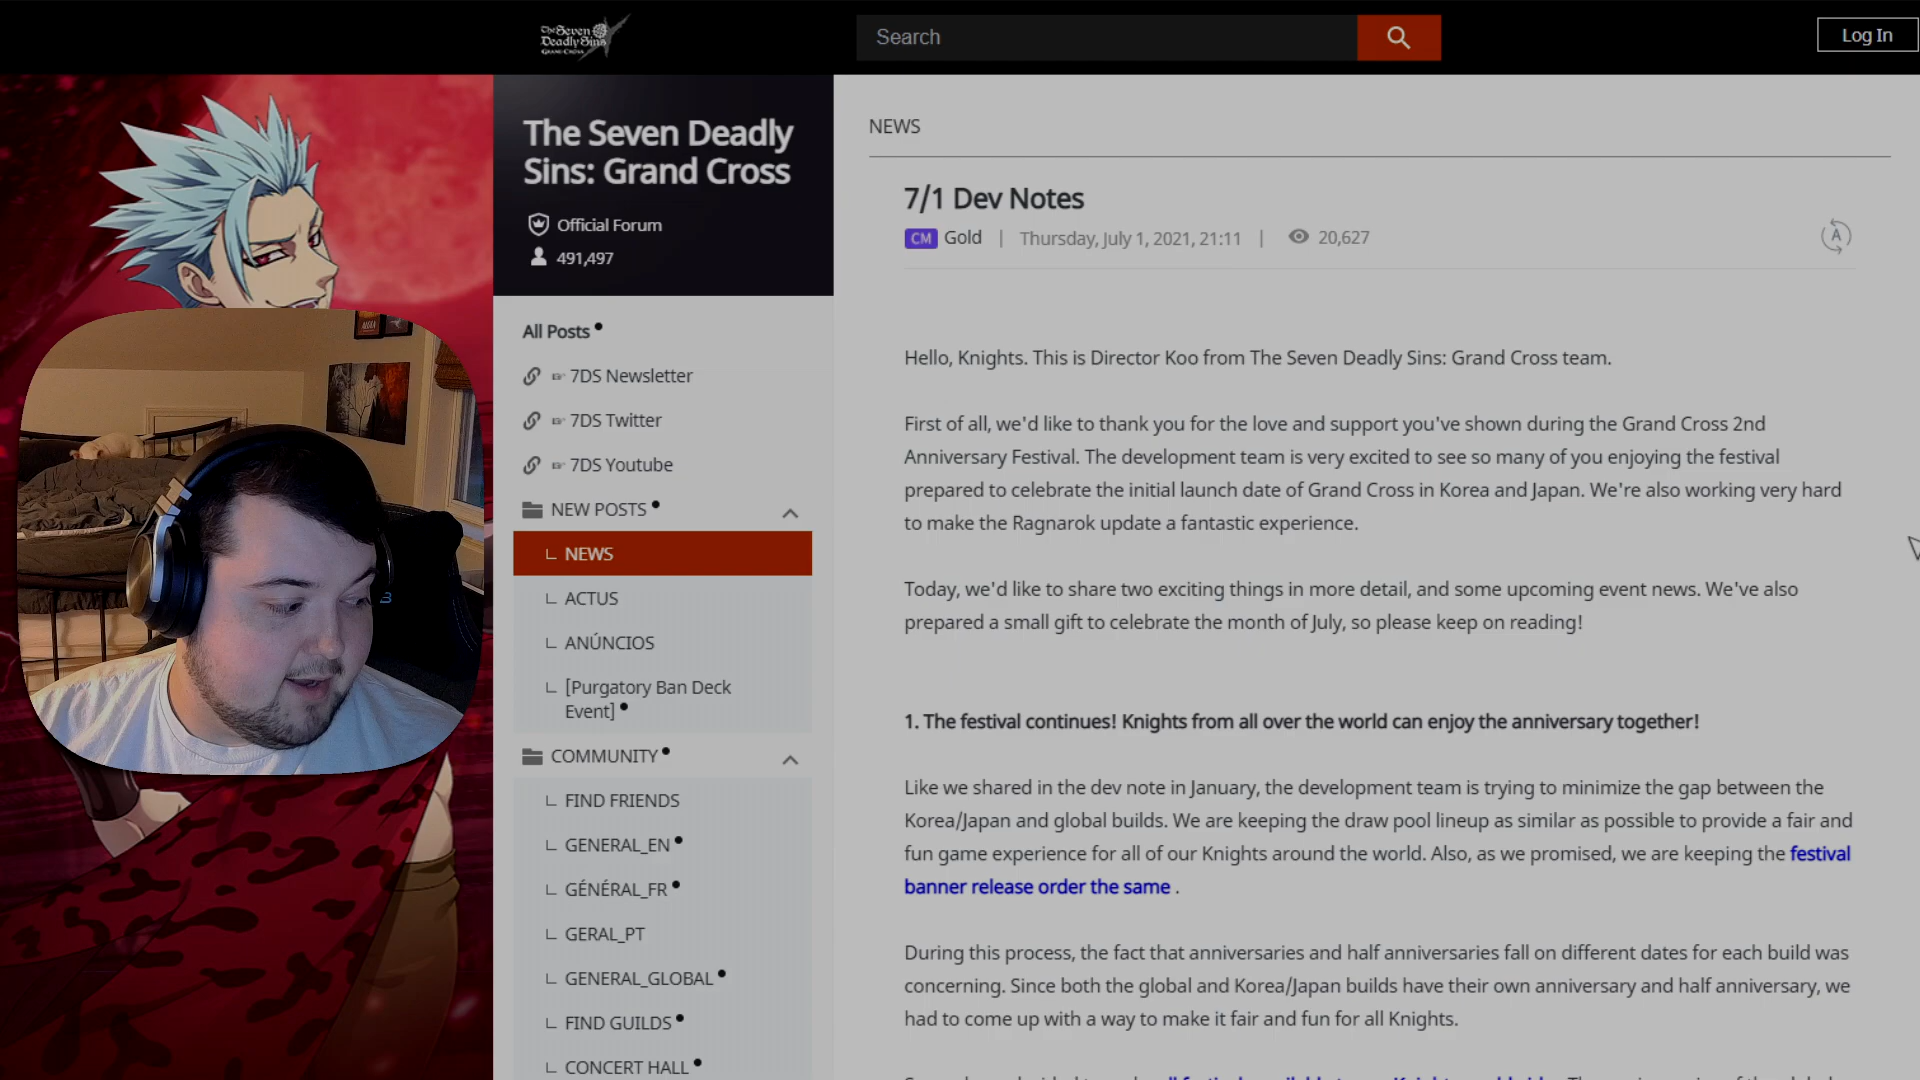 The Seven
Deadly Sins
GRAND CROSS
Search
Log In
The Seven Deadly
Sins: Grand Cross
Official Forum
491,497
All Posts
7DS Newsletter
7DS Twitter
7DS Youtube
NEW POSTS
NEWS
ACTUS
ANÚNCIOS
[Purgatory Ban Deck
Event]
COMMUNITY
FIND FRIENDS
GENERAL_EN
GÉNÉRAL_FR
GERAL_PT
GENERAL_GLOBAL
FIND GUILDS
CONCERT HALL
NEWS
7/1 Dev Notes
CM Gold | Thursday, July 1, 2021, 21:11 | 20,627
A
Hello, Knights. This is Director Koo from The Seven Deadly Sins: Grand Cross team.
First of all, we'd like to thank you for the love and support you've shown during the Grand Cross 2nd
Anniversary Festival. The development team is very excited to see so many of you enjoying the festival
prepared to celebrate the initial launch date of Grand Cross in Korea and Japan. We're also working very hard
to make the Ragnarok update a fantastic experience.
Today, we'd like to share two exciting things in more detail, and some upcoming event news. We've also
prepared a small gift to celebrate the month of July, so please keep on reading!
1. The festival continues! Knights from all over the world can enjoy the anniversary together!
Like we shared in the dev note in January, the development team is trying to minimize the gap between the
Korea/Japan and global builds. We are keeping the draw pool lineup as similar as possible to provide a fair and
fun game experience for all of our Knights around the world. Also, as we promised, we are keeping the festival
banner release order the same .
During this process, the fact that anniversaries and half anniversaries fall on different dates for each build was
concerning. Since both the global and Korea/Japan builds have their own anniversary and half anniversary, we
had to come up with a way to make it fair and fun for all Knights.